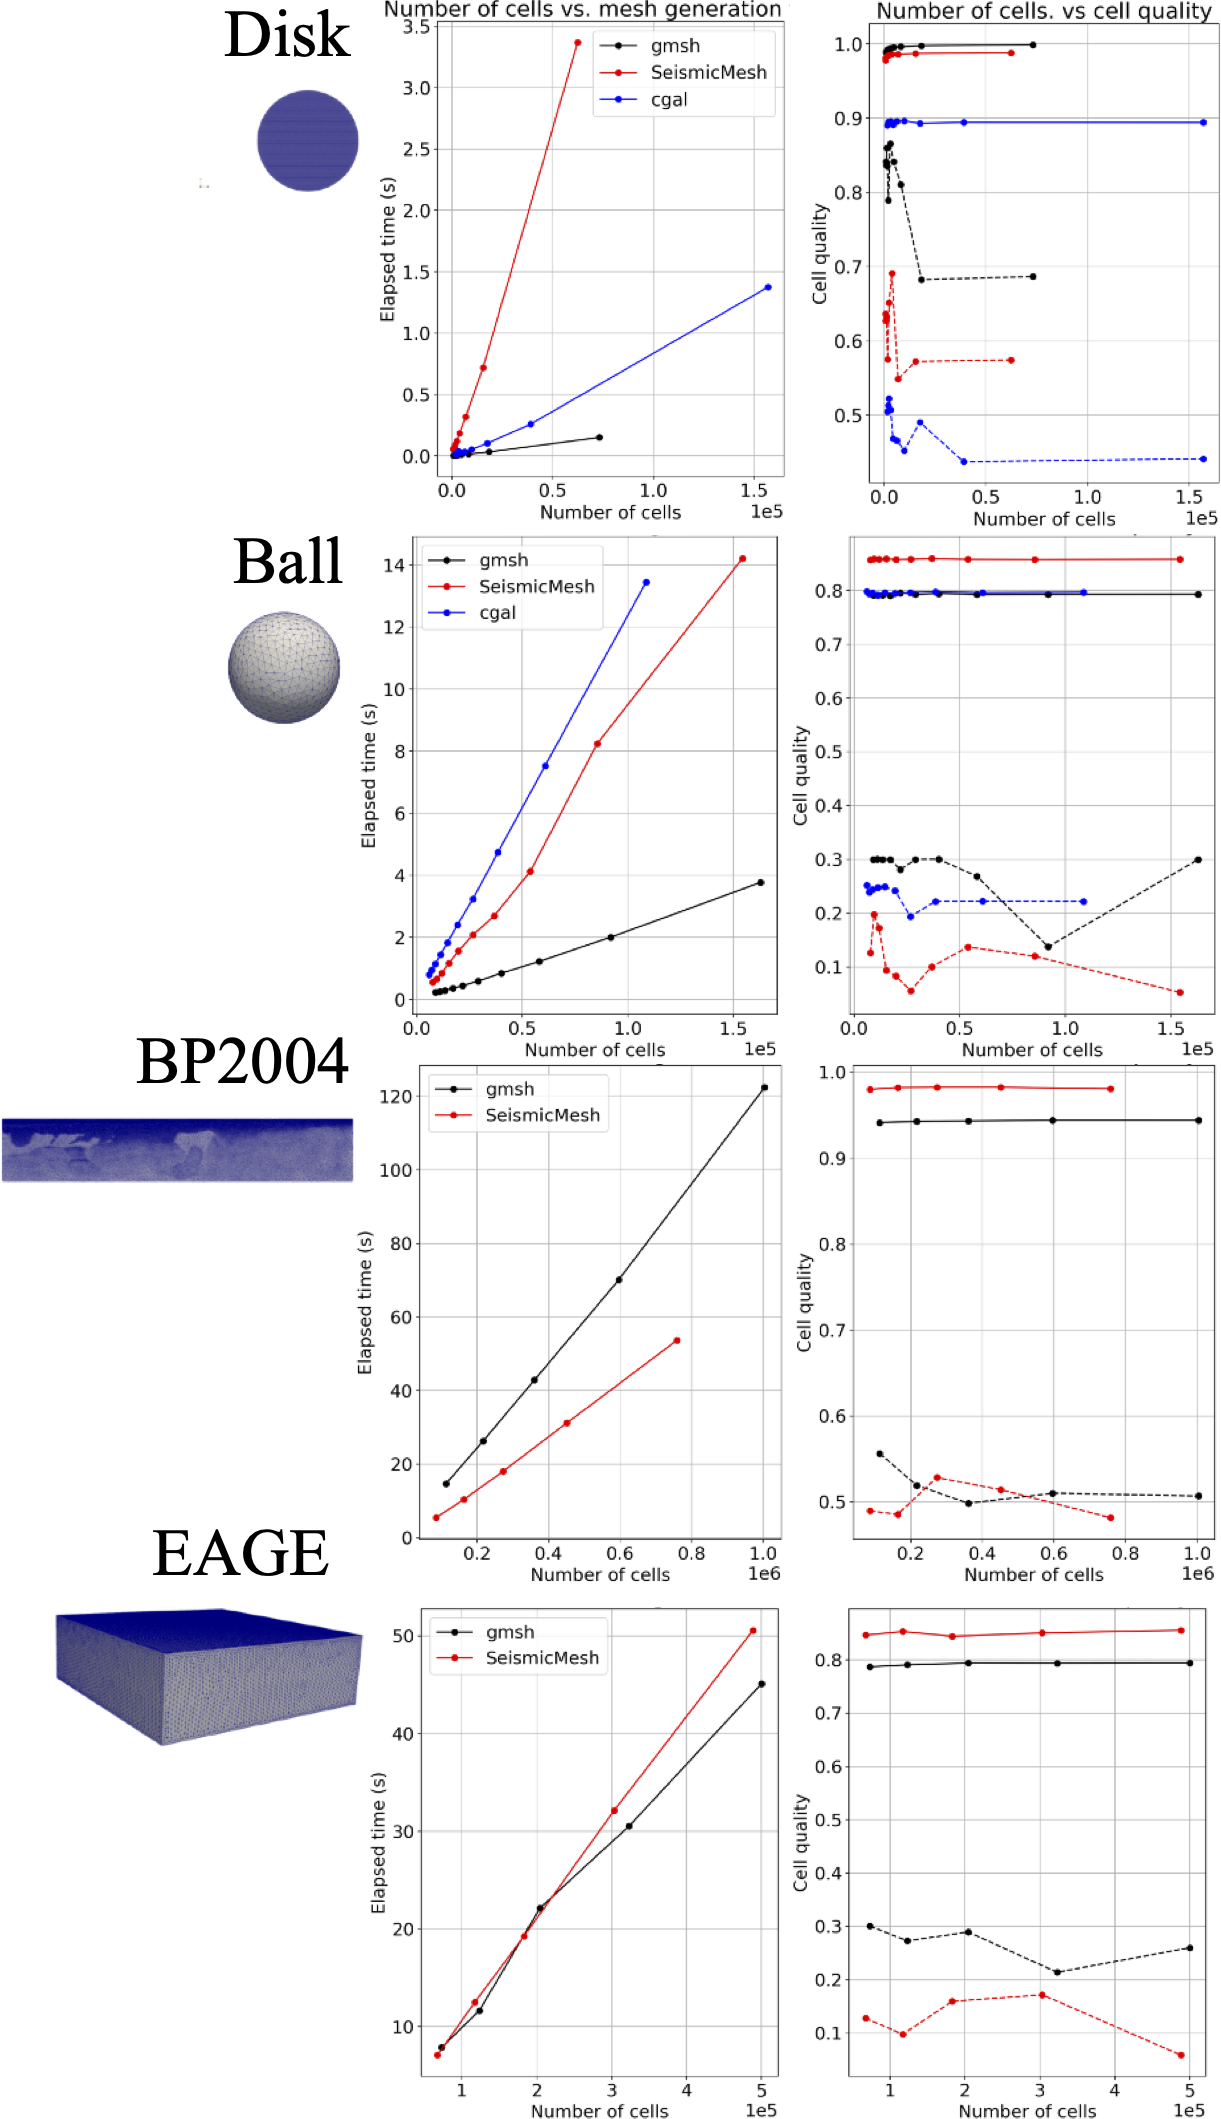 Disk
Number of cells vs. mesh generation
gmsh
SeismicMesh
cgal
3.5
3.0
2.5
2.0
1.5
1.0
0.5
0.0
Elapsed time (s)
0.0 0.5 1.0 1.5
Number of cells
1e5
Number of cells. vs cell quality
1.0
0.9
0.8
0.7
0.6
0.5
Cell quality
0.0 0.5 1.0 1.5
Number of cells
1e5
Ball
gmsh
SeismicMesh
cgal
14
12
10
8
6
4
2
0
Elapsed time (s)
0.0 0.5 1.0 1.5
Number of cells
1e5
0.8
0.7
0.6
0.5
0.4
0.3
0.2
0.1
Cell quality
0.0 0.5 1.0 1.5
Number of cells
1e5
BP2004
gmsh
SeismicMesh
120
100
80
60
40
20
0
Elapsed time (s)
0.2 0.4 0.6 0.8 1.0
Number of cells
1e6
1.0
0.9
0.8
0.7
0.6
0.5
Cell quality
0.2 0.4 0.6 0.8 1.0
Number of cells
1e6
EAGE
gmsh
SeismicMesh
50
40
30
20
10
Elapsed time (s)
1 2 3 4 5
Number of cells
1e5
0.8
0.7
0.6
0.5
0.4
0.3
0.2
0.1
Cell quality
1 2 3 4 5
Number of cells
1e5